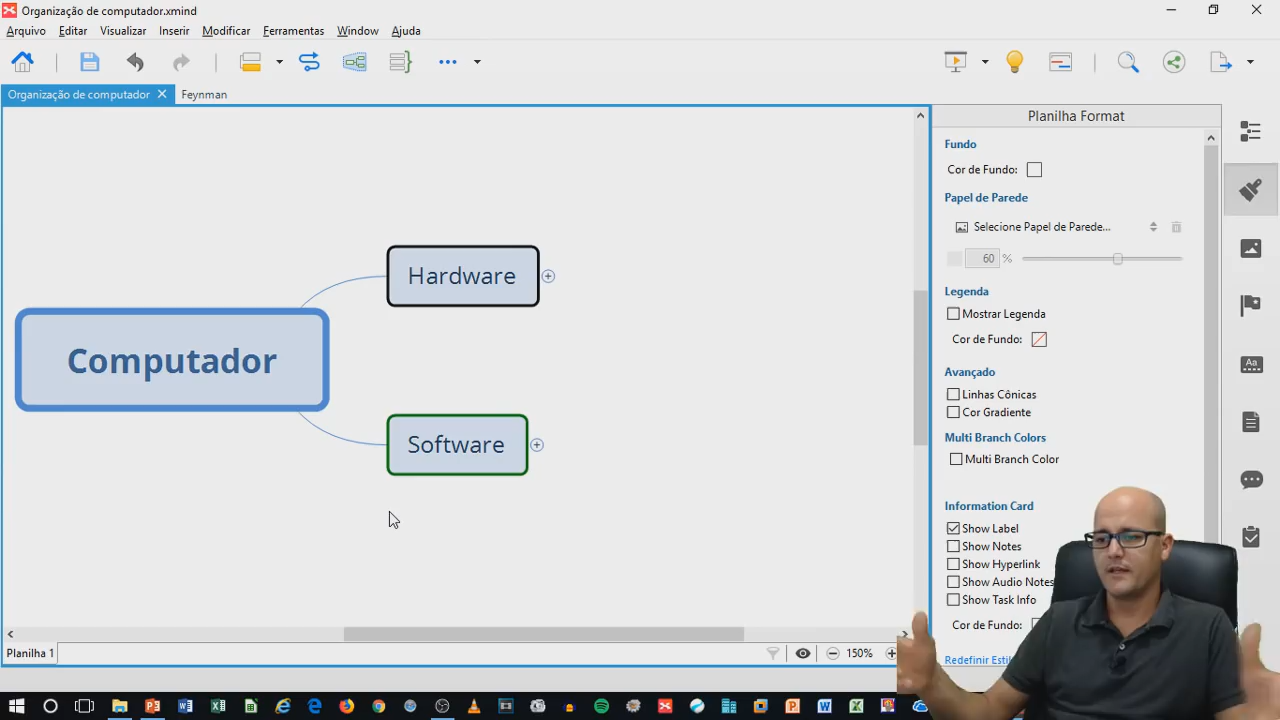 Organização de computador.xmind
Arquivo Editar Visualizar Inserir Modificar Ferramentas Window Ajuda
Organização de computador
Feynman
Planilha Format
Fundo
Cor de Fundo:
Papel de Parede
Selecione Papel de Parede...
60 %
Legenda
Mostrar Legenda
Cor de Fundo:
Avançado
Linhas Cônicas
Cor Gradiente
Multi Branch Colors
Multi Branch Color
Information Card
Show Label
Show Notes
Show Hyperlink
Show Audio Notes
Show Task Info
Cor de Fundo:
Redefinir
Hardware
Computador
Software
Planilha 1
150%
Aa